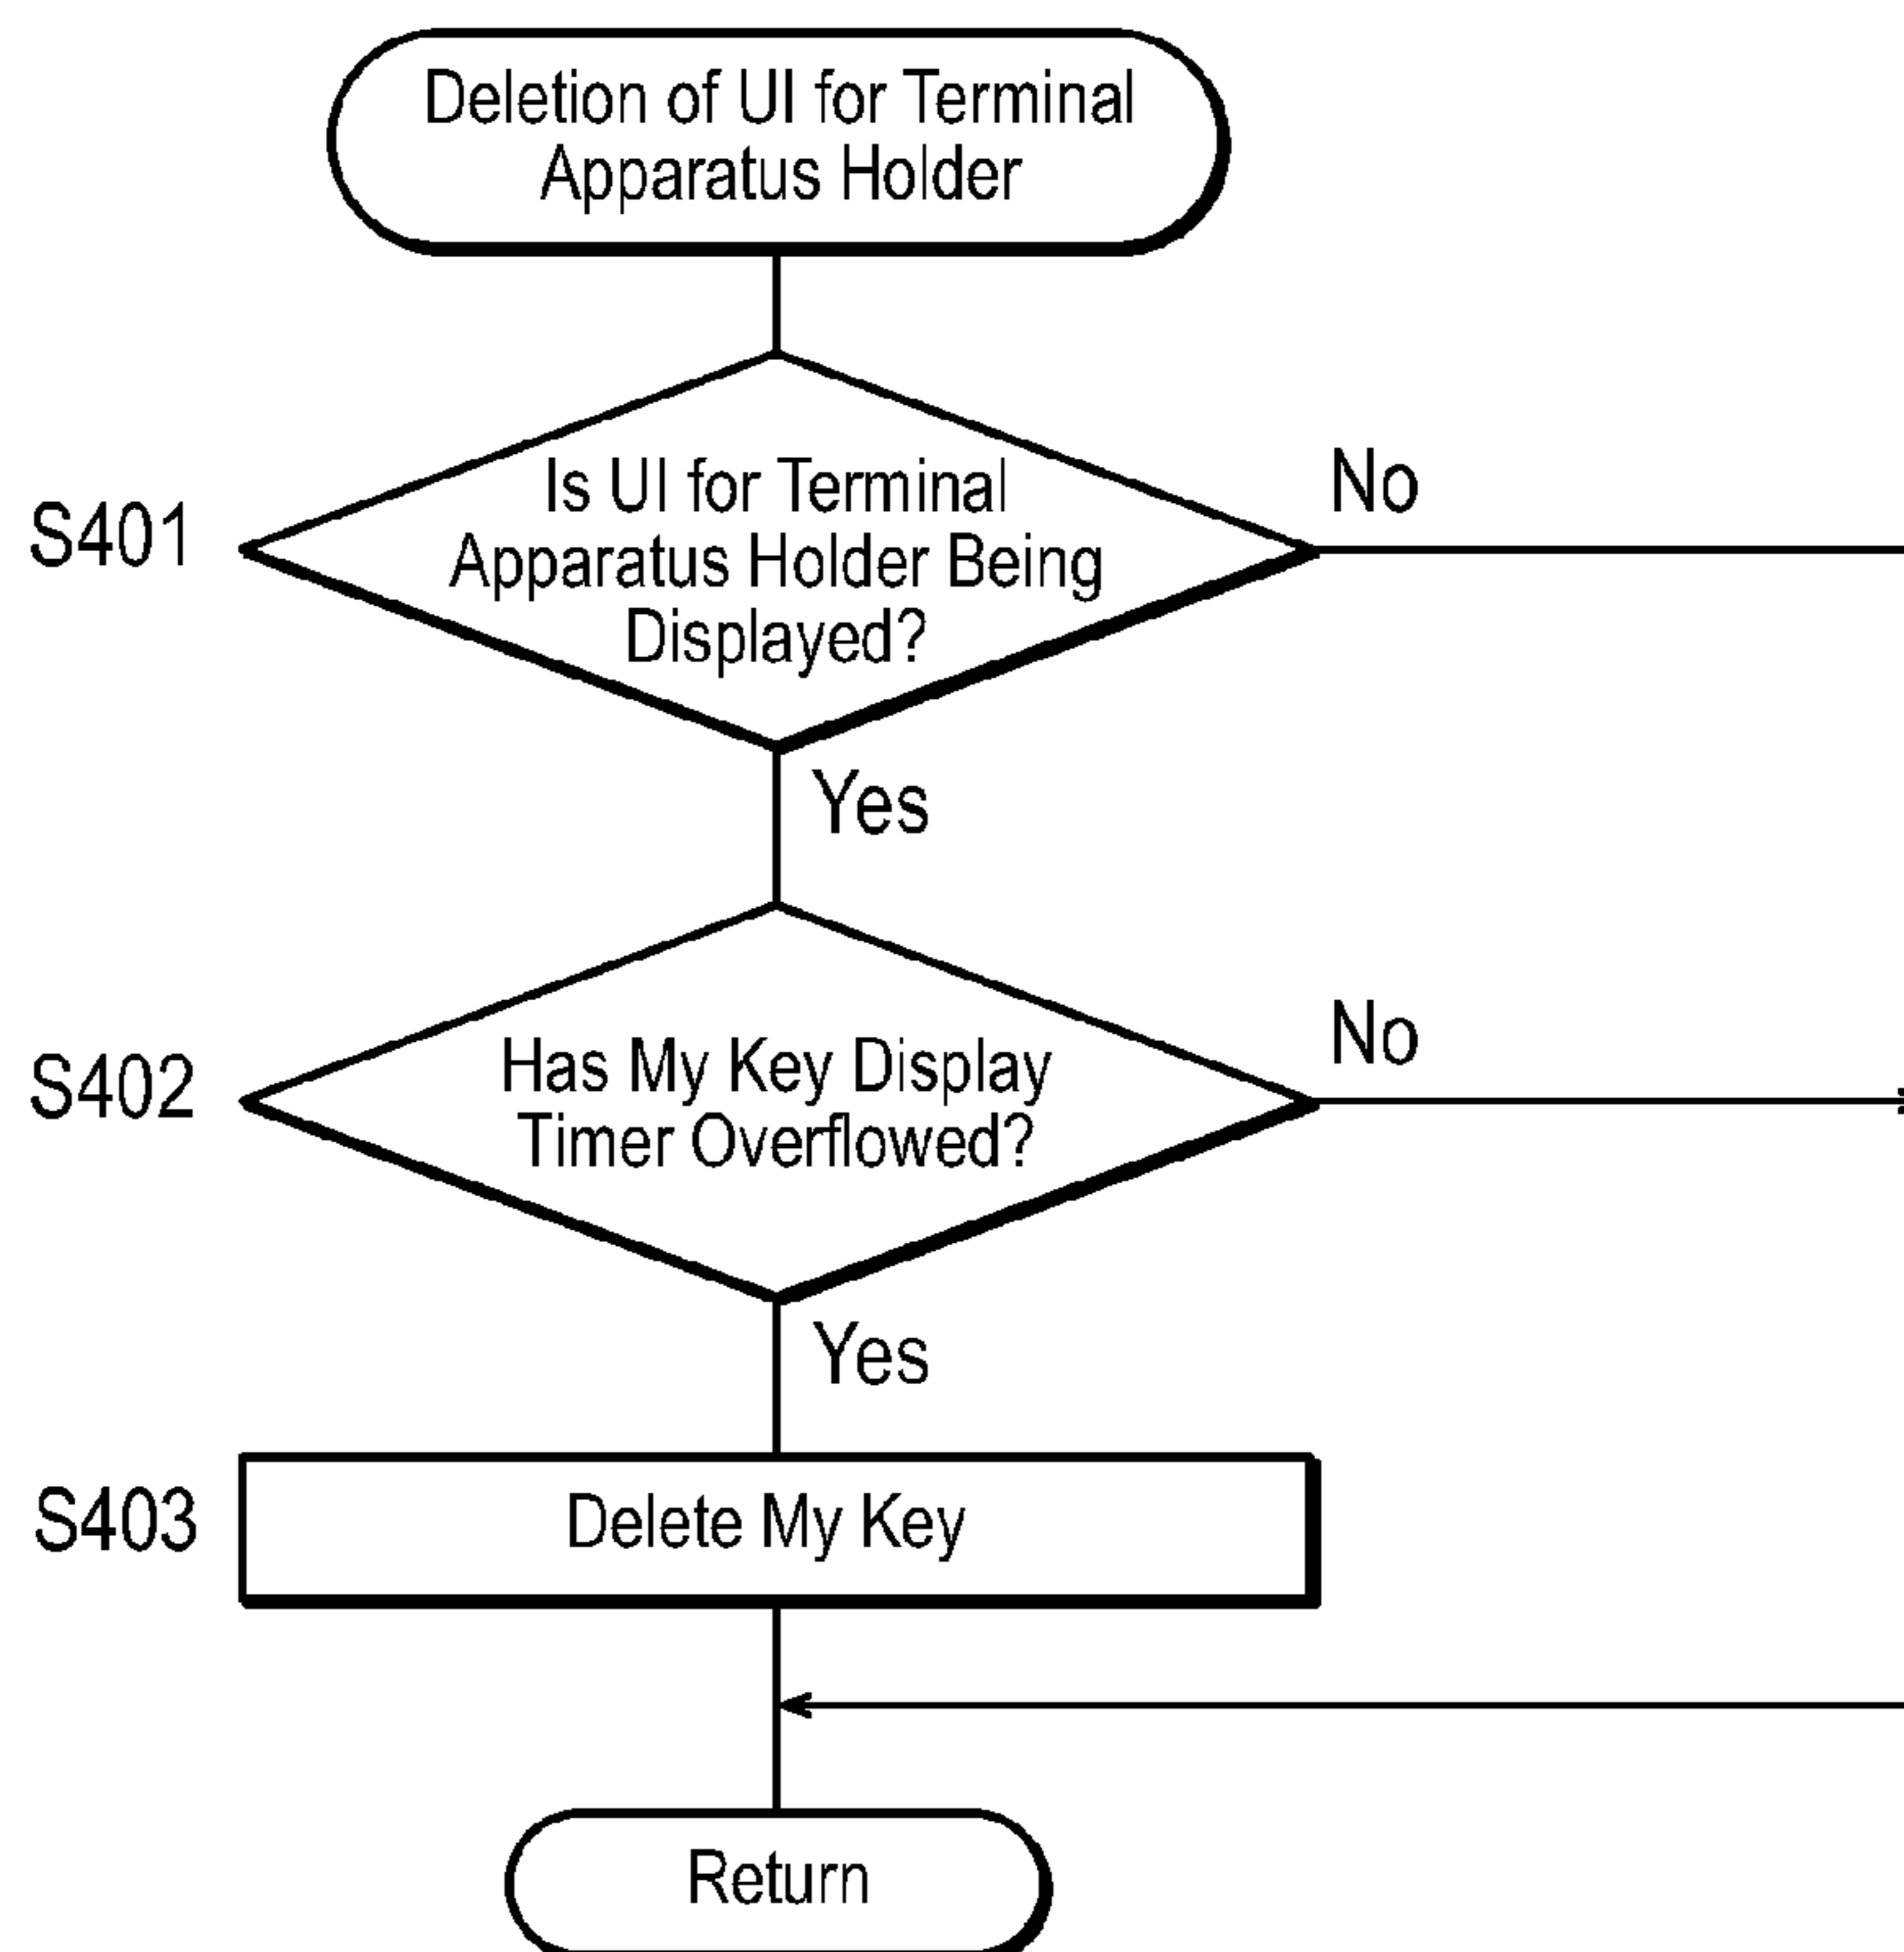 Deletion of UI for Terminal
Apparatus Holder
S401
Is UI for Terminal
Apparatus Holder Being
Displayed?
No
Yes
S402
Has My Key Display
Timer Overflowed?
No
Yes
S403
Delete My Key
Return